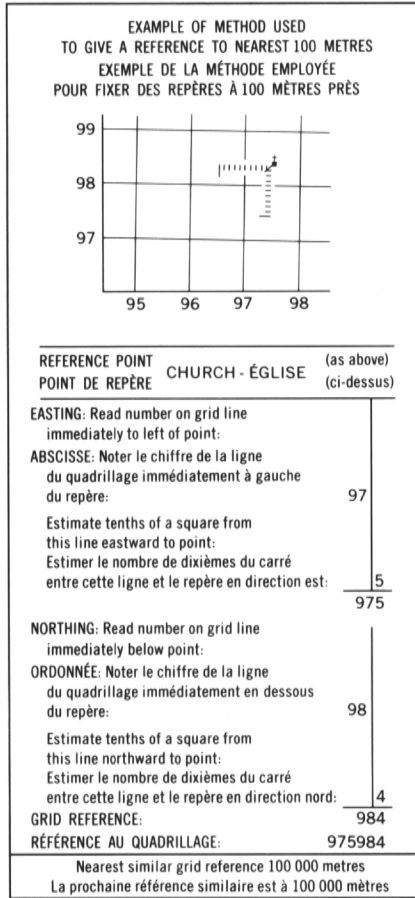 EXAMPLE OF METHOD USED
TO GIVE A REFERENCE TO NEAREST 100 METRES
EXEMPLE DE LA MÉTHODE EMPLOYÉE
POUR FIXER DES REPÈRES À 100 MÈTRES PRÈS
99
98
97
95 96 97 98
REFERENCE POINT
POINT DE REPÈRE
CHURCH - ÉGLISE
(as above)
(ci-dessus)
EASTING: Read number on grid line
immediately to left of point:
ABSCISSE: Noter le chiffre de la ligne
du quadrillage immédiatement à gauche
du repère: 97
Estimate tenths of a square from
this line eastward to point:
Estimer le nombre de dixièmes du carré
entre cette ligne et le repère en direction est: 5
975
NORTHING: Read number on grid line
immediately below point:
ORDONNÉE: Noter le chiffre de la ligne
du quadrillage immédiatement en dessous
du repère: 98
Estimate tenths of a square from
this line northward to point:
Estimer le nombre de dixièmes du carré
entre cette ligne et le repère en direction nord: 4
GRID REFERENCE: 984
RÉFÉRENCE AU QUADRILLAGE: 975984
Nearest similar grid reference 100 000 metres
La prochaine référence similaire est à 100 000 mètres